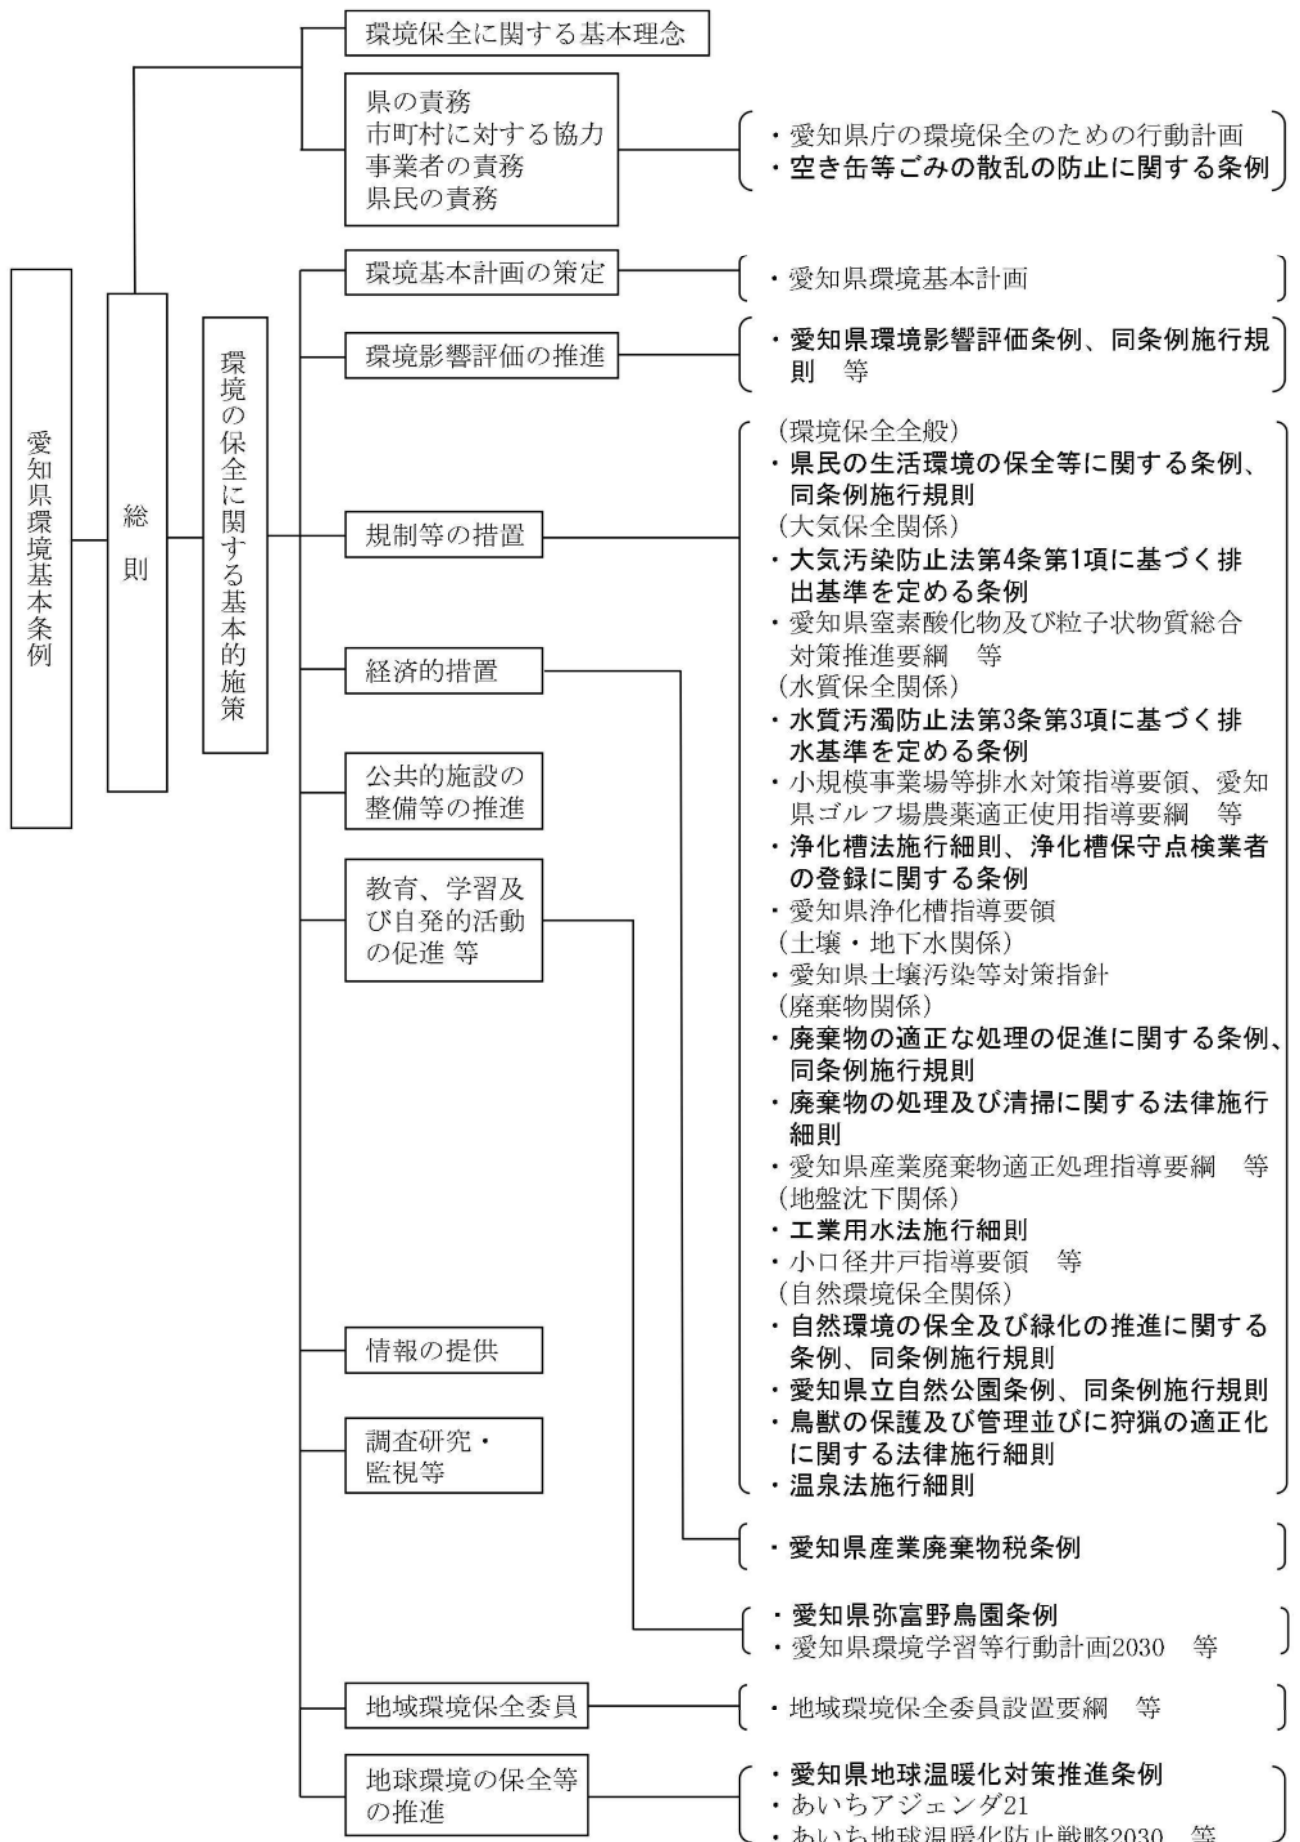 環境保全に関する基本理念
県の責務
市町村に対する協力
事業者の責務
県民の責務
・愛知県庁の環境保全のための行動計画
・空き缶等ごみの散乱の防止に関する条例
愛知県環境基本条例
総則
環境の保全に関する基本的施策
環境基本計画の策定
・愛知県環境基本計画
環境影響評価の推進
・愛知県環境影響評価条例、同条例施行規
則　等
規制等の措置
(環境保全全般)
・県民の生活環境の保全等に関する条例、
同条例施行規則
(大気保全関係)
・大気汚染防止法第4条第1項に基づく排
出基準を定める条例
・愛知県窒素酸化物及び粒子状物質総合
対策推進要綱　等
(水質保全関係)
・水質汚濁防止法第3条第3項に基づく排
水基準を定める条例
・小規模事業場等排水対策指導要領、愛知
県ゴルフ場農薬適正使用指導要綱　等
・浄化槽法施行細則、浄化槽保守点検業者
の登録に関する条例
・愛知県浄化槽指導要領
(土壌・地下水関係)
・愛知県土壌汚染等対策指針
(廃棄物関係)
・廃棄物の適正な処理の促進に関する条例、
同条例施行規則
・廃棄物の処理及び清掃に関する法律施行
細則
・愛知県産業廃棄物適正処理指導要綱　等
(地盤沈下関係)
・工業用水法施行細則
・小口径井戸指導要領　等
(自然環境保全関係)
・自然環境の保全及び緑化の推進に関する
条例、同条例施行規則
・愛知県立自然公園条例、同条例施行規則
・鳥獣の保護及び管理並びに狩猟の適正化
に関する法律施行細則
・温泉法施行細則
経済的措置
・愛知県産業廃棄物税条例
公共的施設の
整備等の推進
教育、学習及
び自発的活動
の促進 等
・愛知県弥富野鳥園条例
・愛知県環境学習等行動計画2030　等
情報の提供
調査研究・
監視等
地域環境保全委員
・地域環境保全委員設置要綱　等
地球環境の保全等
の推進
・愛知県地球温暖化対策推進条例
・あいちアジェンダ21
・あいち地球温暖化防止戦略2030　等